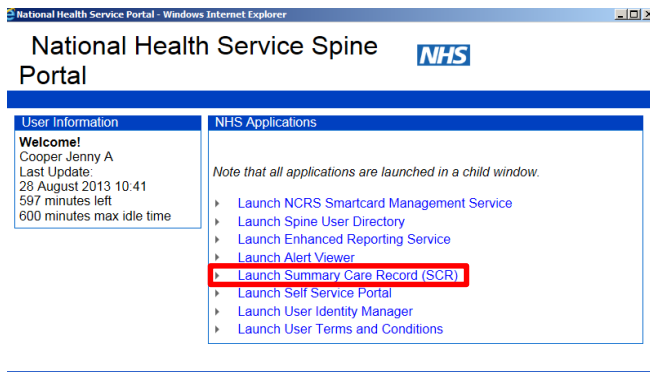 National Health Service Portal - Windows Internet Explorer
National Health Service Spine
Portal
NHS
User Information
Welcome!
Cooper Jenny A
Last Update:
28 August 2013 10:41
597 minutes left
600 minutes max idle time
NHS Applications
Note that all applications are launched in a child window.
Launch NCRS Smartcard Management Service
Launch Spine User Directory
Launch Enhanced Reporting Service
Launch Alert Viewer
Launch Summary Care Record (SCR)
Launch Self Service Portal
Launch User Identity Manager
Launch User Terms and Conditions